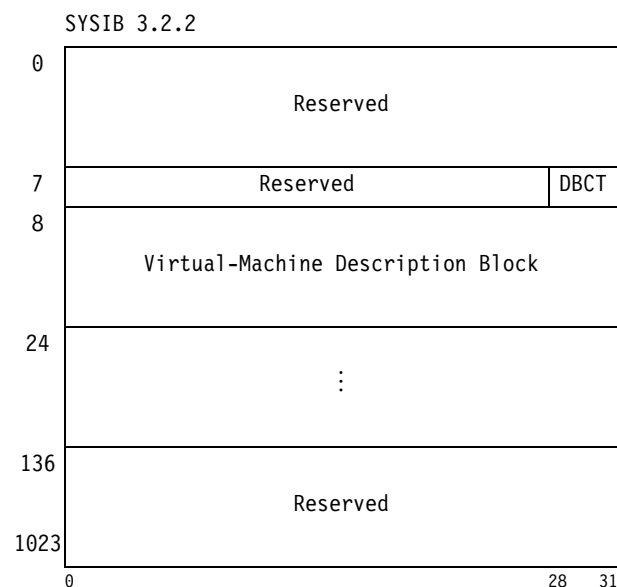 SYSIB 3.2.2
0
Reserved
7 Reserved DBCT
8
Virtual-Machine Description Block
24
⋮
136
Reserved
1023
0 28 31